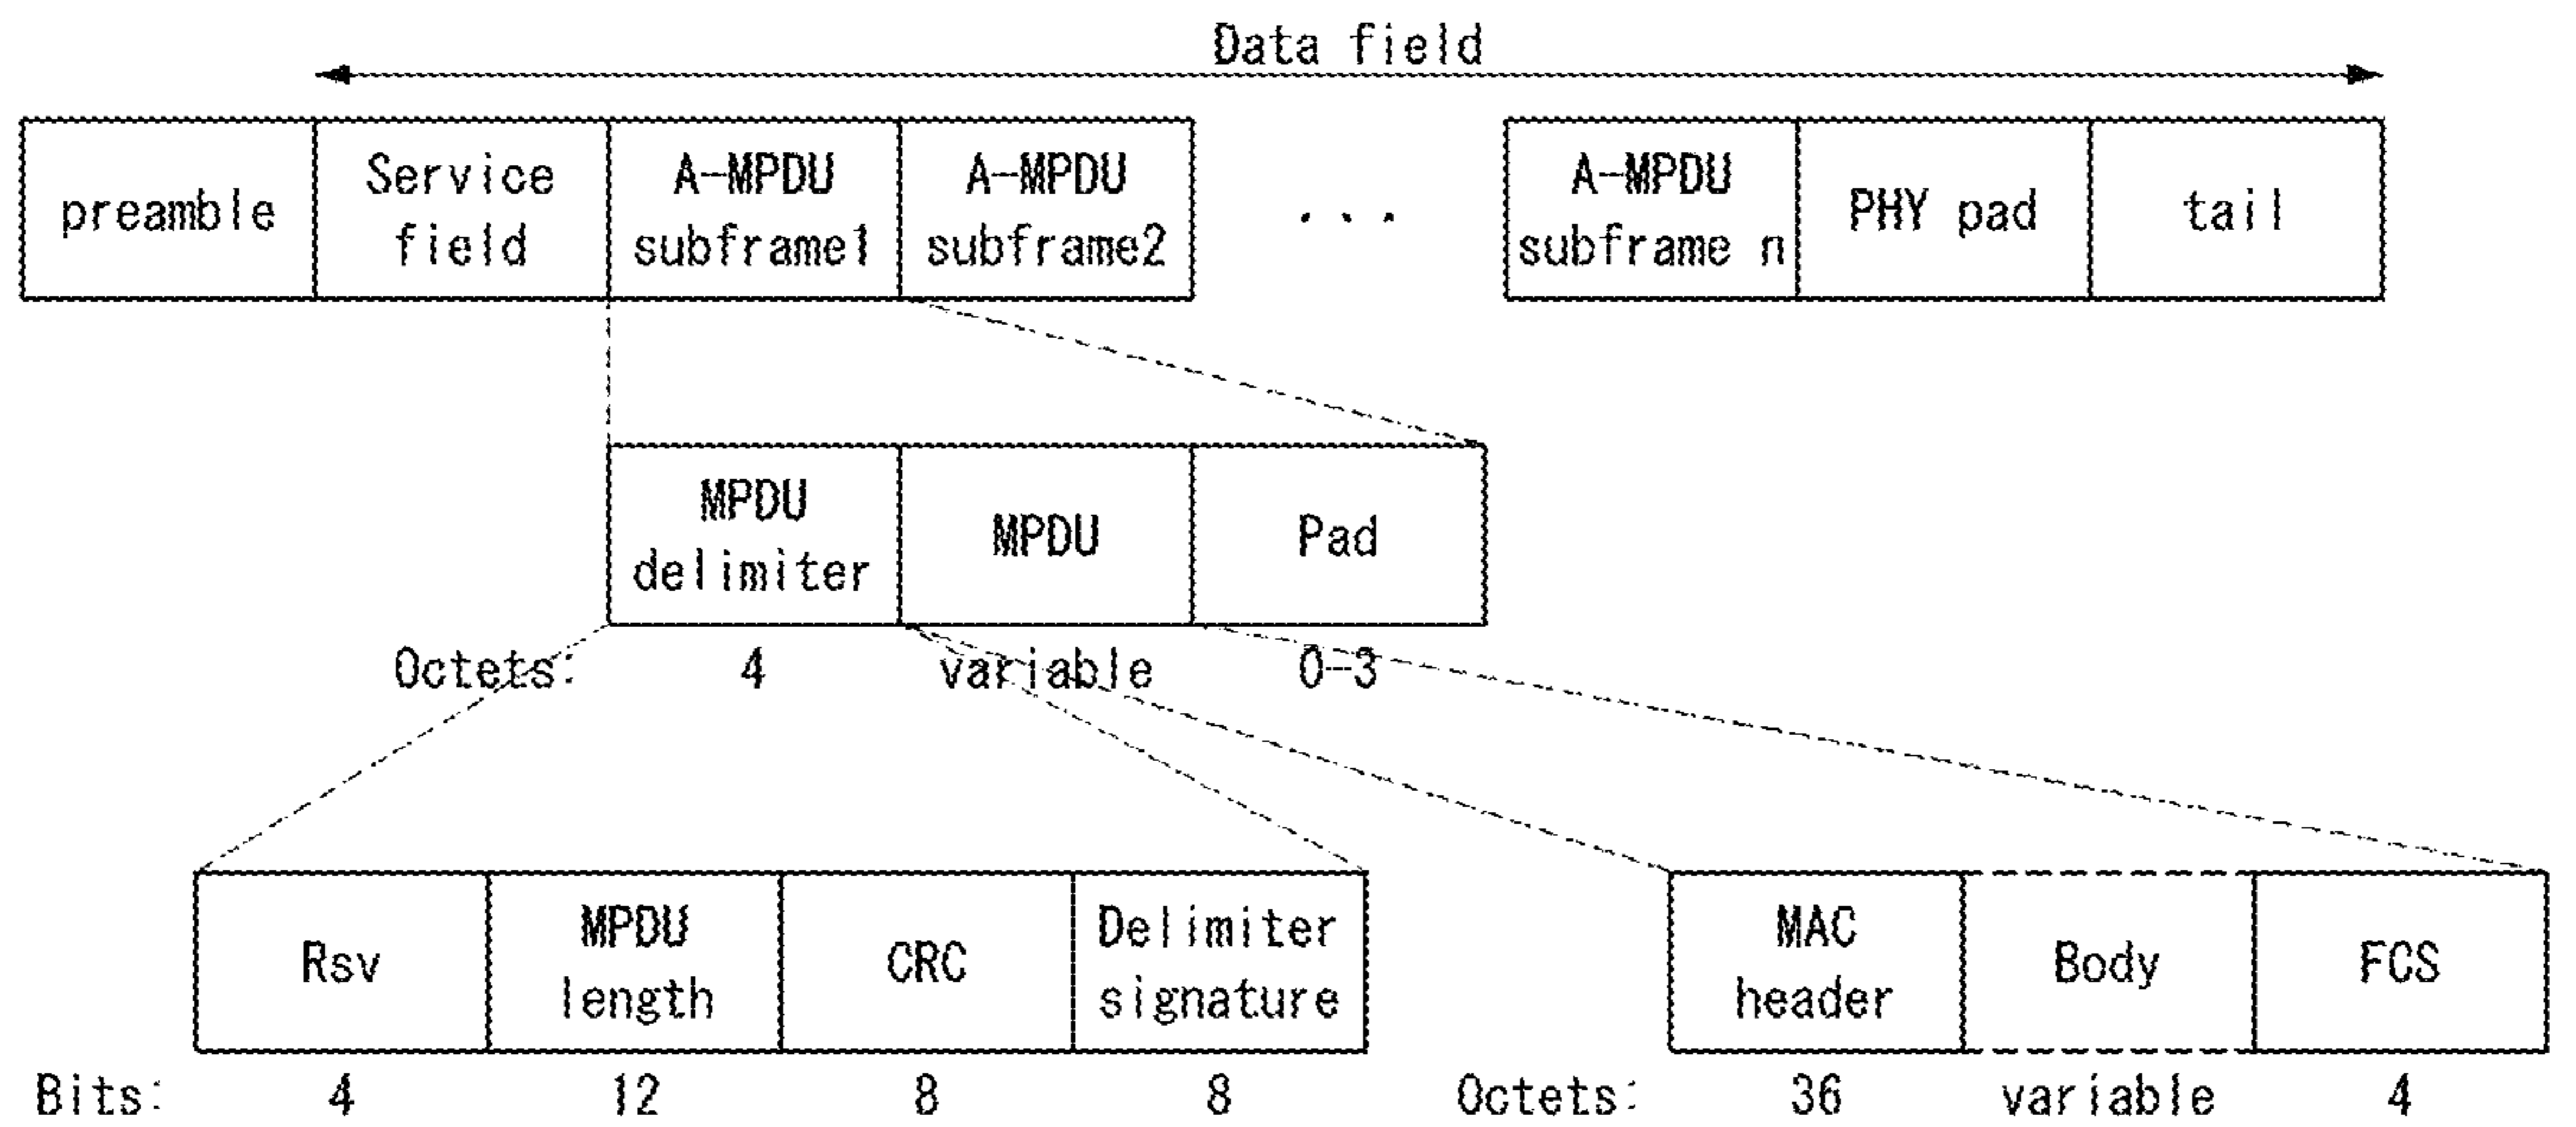 Data field
preamble
Service
field
A-MPDU
subframe1
A-MPDU
subframe2
...
A-MPDU
subframe n
PHY pad
tail
MPDU
delimiter
MPDU
Pad
Octets: 4 variable 0-3
Rsv
MPDU
length
CRC
Delimiter
signature
MAC
header
Body
FCS
Bits: 4 12 8 8
Octets: 36 variable 4